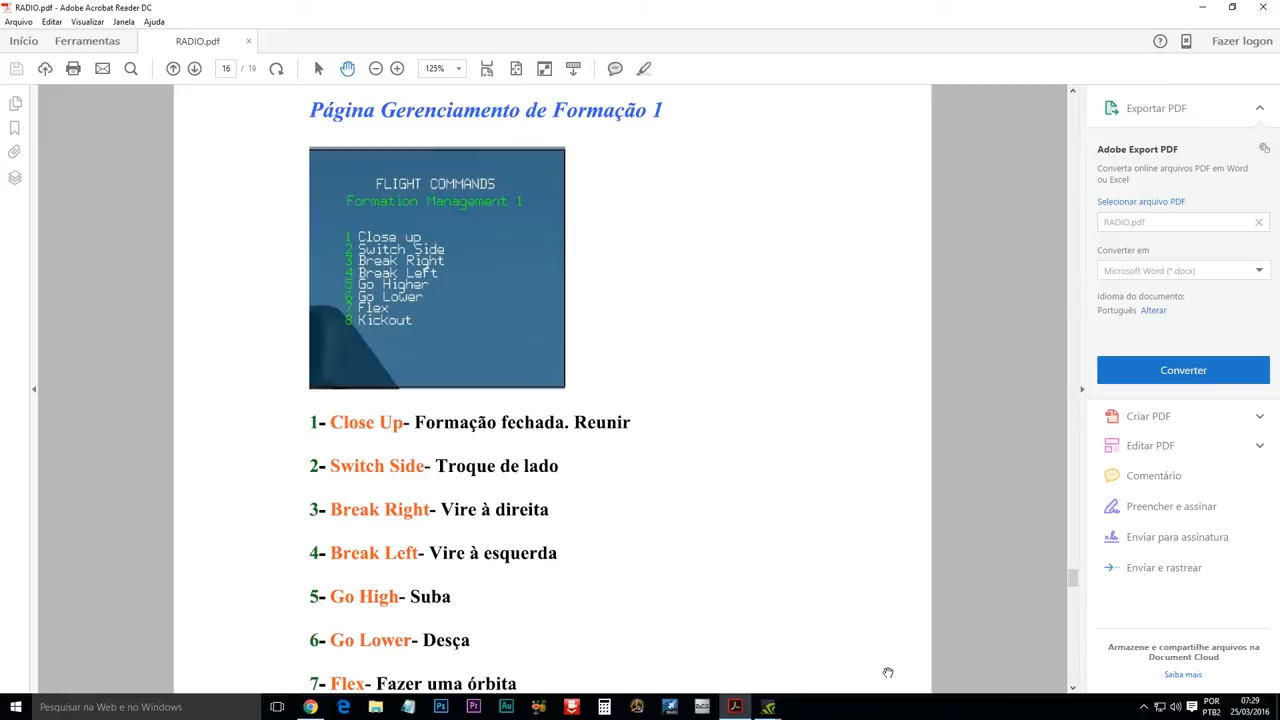 RADIO.pdf - Adobe Acrobat Reader DC
Arquivo Editar Visualizar Janela Ajuda
Início Ferramentas RADIO.pdf
Fazer logon
16 / 19 125%
Página Gerenciamento de Formação 1
FLIGHT COMMANDS
Formation Management 1
1 Close up
2 Switch Side
3 Break Right
4 Break Left
5 Go Higher
6 Go Lower
7 Flex
8 Kickout
1- Close Up- Formação fechada. Reunir
2- Switch Side- Troque de lado
3- Break Right- Vire à direita
4- Break Left- Vire à esquerda
5- Go High- Suba
6- Go Lower- Desça
7- Flex- Fazer uma órbita
Exportar PDF
Adobe Export PDF
Converta online arquivos PDF em Word
ou Excel
Selecionar arquivo PDF
RADIO.pdf
Converter em
Microsoft Word (*.docx)
Idioma do documento:
Português Alterar
Converter
Criar PDF
Editar PDF
Comentário
Preencher e assinar
Enviar para assinatura
Enviar e rastrear
Armazene e compartilhe arquivos na
Document Cloud
Saiba mais
Pesquisar na Web e no Windows
Ps
Pr
Au
POR
PTB2
07:29
25/03/2016